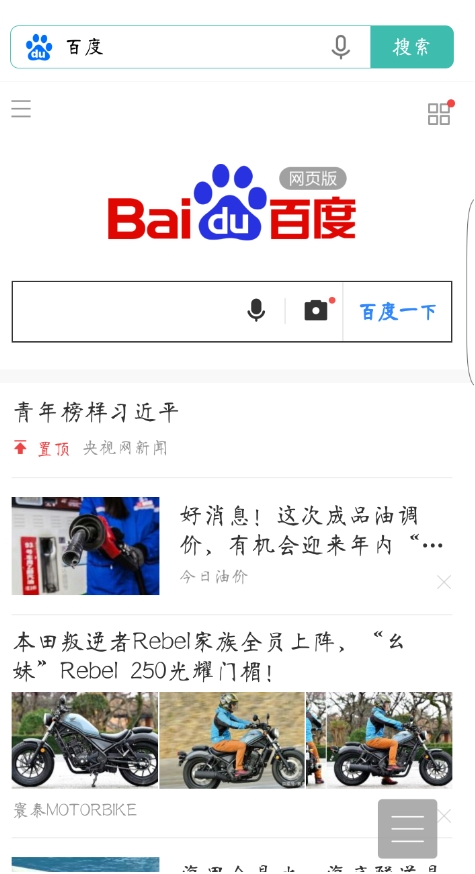 百度
搜索
网页版
Bai du 百度
百度一下
青年榜样习近平
置顶 央视网新闻
好消息！这次成品油调
价，有机会迎来年内“…
今日油价
本田叛逆者Rebel家族全员上阵，“幺
妹”Rebel 250光耀门楣！
寰泰MOTORBIKE